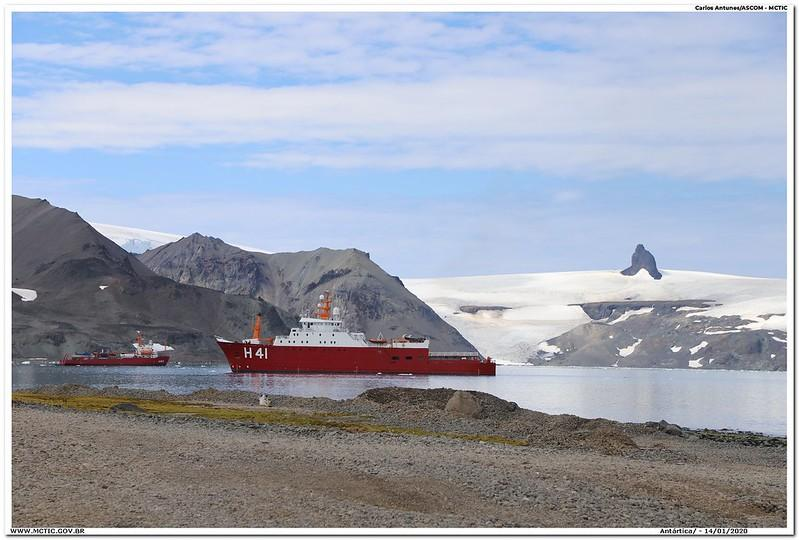 Carlos Antunes/ASCOM - MCTIC
H41
WWW.MCTIC.GOV.BR
Antártica/ - 14/01/2020